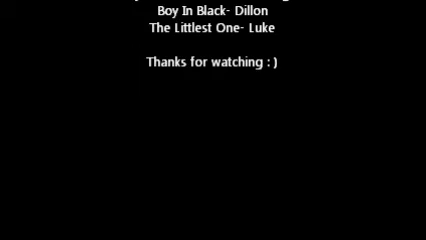 Boy In Black- Dillon
The Littlest One- Luke
Thanks for watching : )